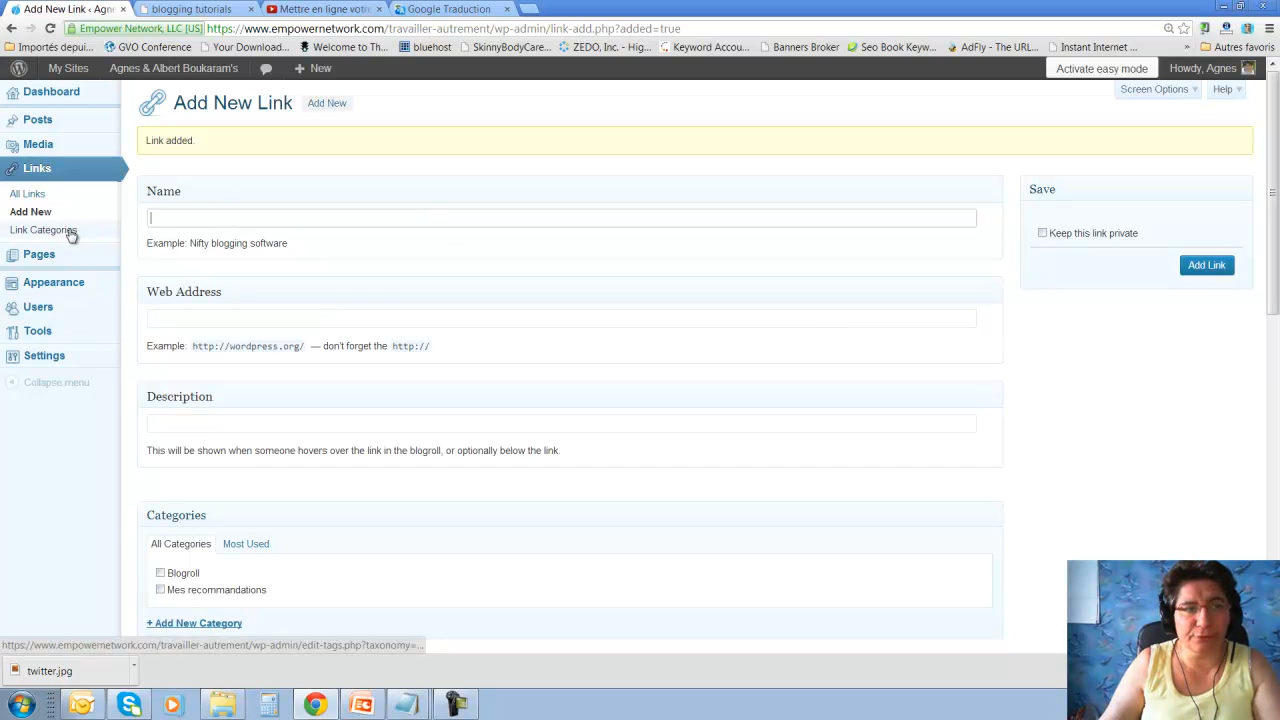 Add New Link ‹ Agn
blogging tutorials
Mettre en ligne votr
Google Traduction
Empower Network, LLC [US]
https://www.empowernetwork.com/travailler-autrement/wp-admin/link-add.php?added=true
Importés depui...
GVO Conference
Your Download...
Welcome to Th...
bluehost
SkinnyBodyCare...
ZEDO, Inc. - Hig...
Keyword Accou...
Banners Broker
Seo Book Keyw...
AdFly - The URL...
Instant Internet ...
»
Autres favoris
My Sites
Agnes & Albert Boukaram's
New
Activate easy mode
Howdy, Agnes
Dashboard
Posts
Media
Links
All Links
Add New
Link Categories
Pages
Appearance
Users
Tools
Settings
Collapse menu
Add New Link
Add New
Screen Options
Help
Link added.
Name
Example: Nifty blogging software
Web Address
Example: http://wordpress.org/ — don't forget the http://
Description
This will be shown when someone hovers over the link in the blogroll, or optionally below the link.
Categories
All Categories
Most Used
Blogroll
Mes recommandations
+ Add New Category
Save
Keep this link private
Add Link
https://www.empowernetwork.com/travailler-autrement/wp-admin/edit-tags.php?taxonomy=...
twitter.jpg